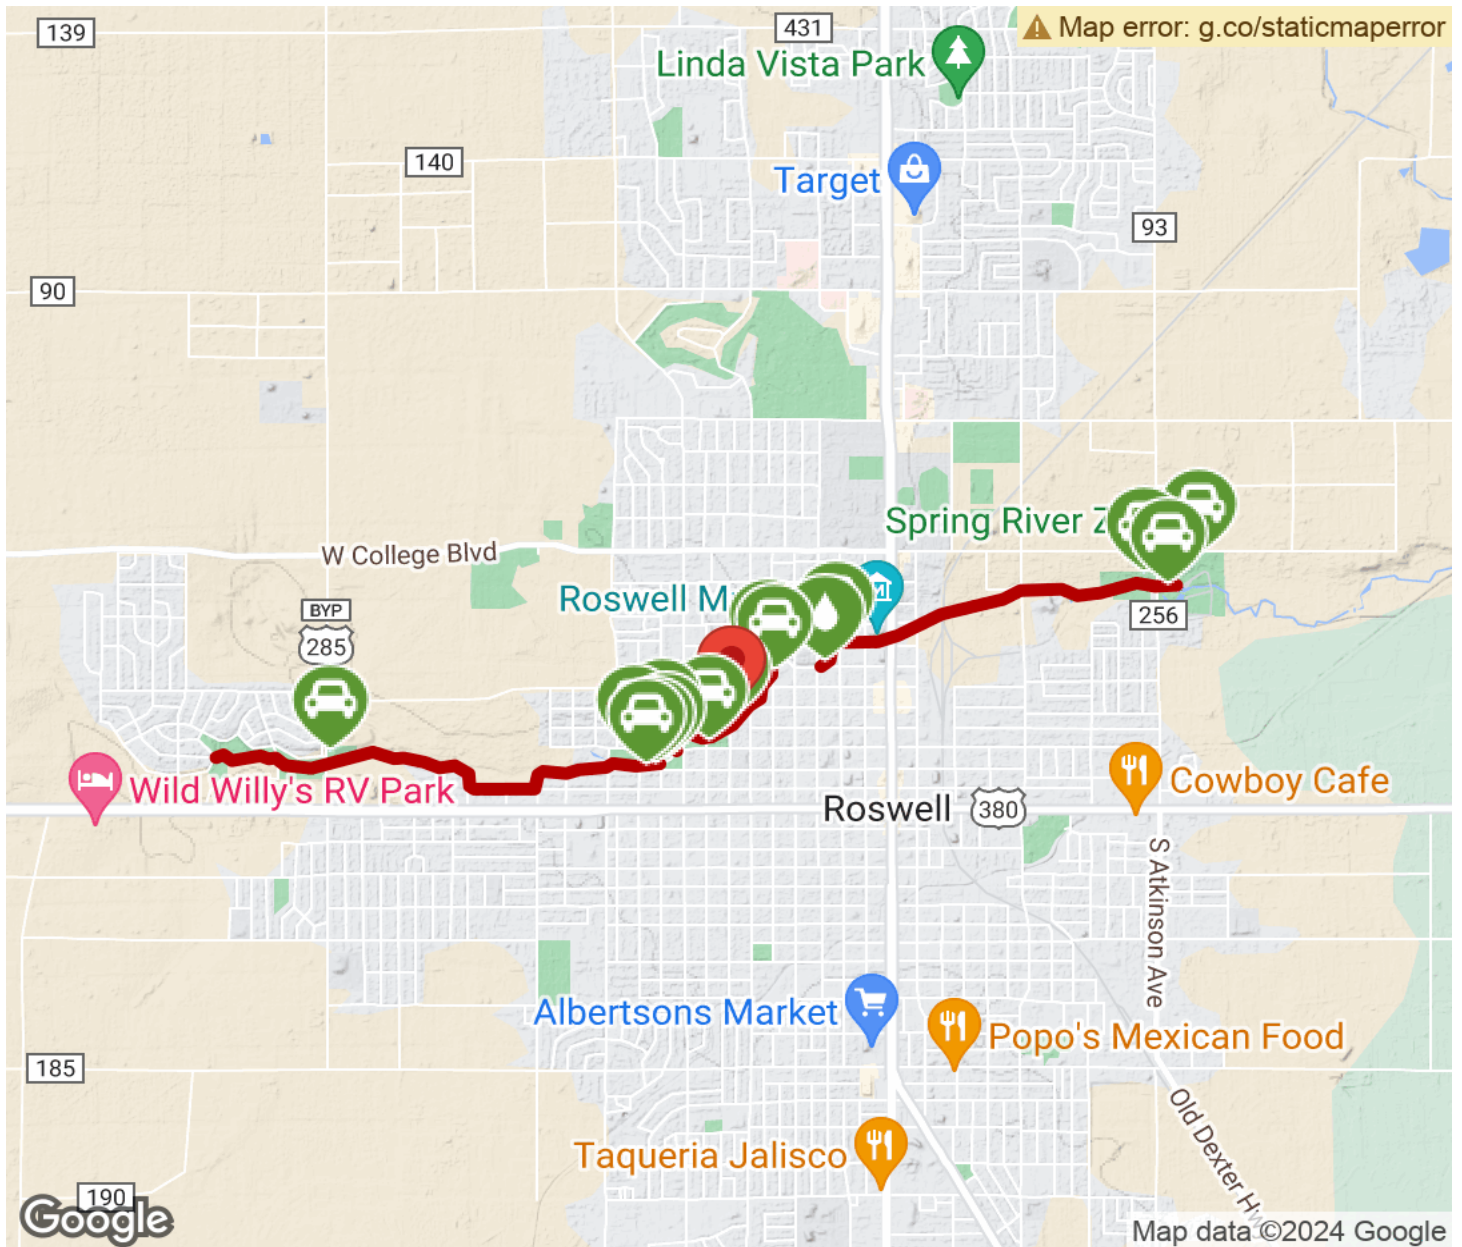 139
431
Map error: g.co/staticmaperror
Linda Vista Park
140
Target
93
90
Spring River Z
W College Blvd
Roswell M
BYP
285
256
Wild Willy's RV Park
Roswell
380
Cowboy Cafe
S Atkinson Ave
Albertsons Market
Popo's Mexican Food
185
Old Dexter Hw
Taqueria Jalisco
190
Google
Map data ©2024 Google